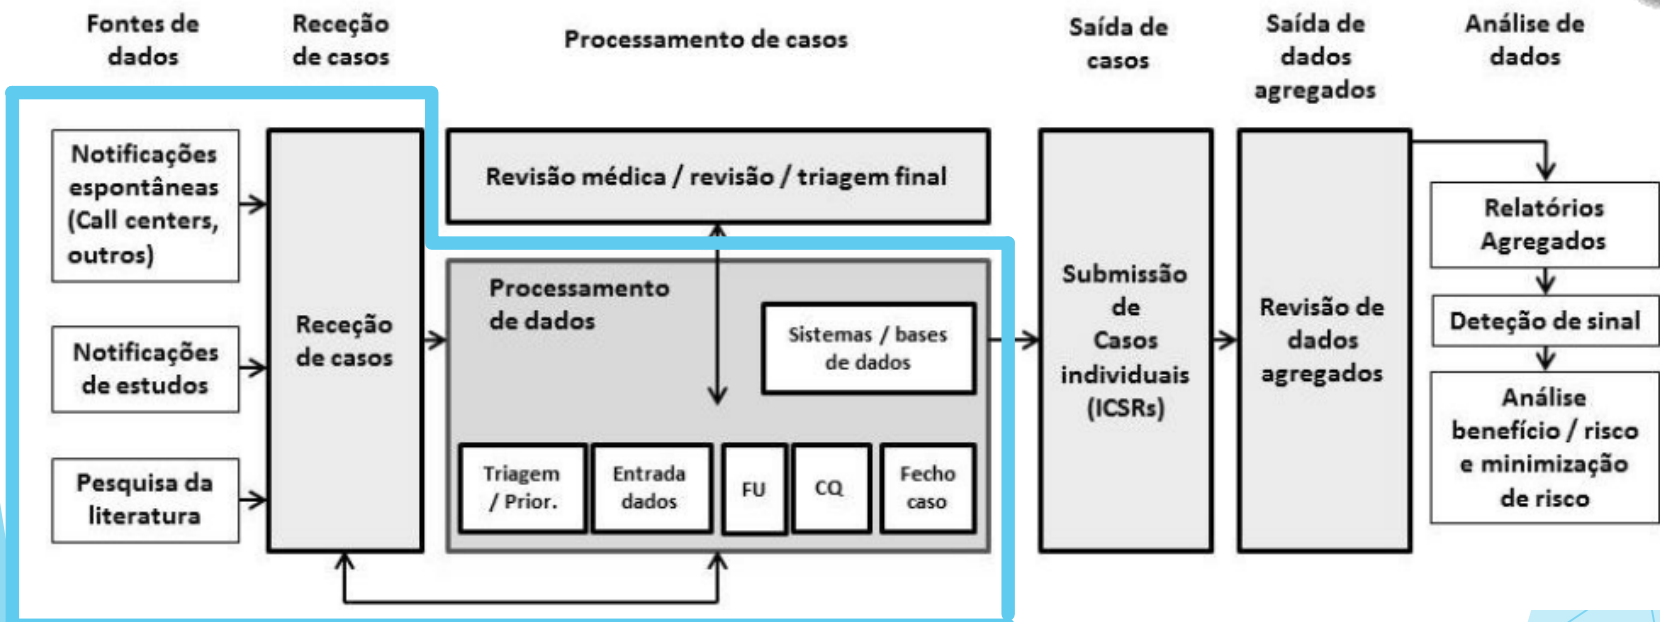 Fontes de
dados
Receção
de casos
Processamento de casos
Saída de
casos
Saída de
dados
agregados
Análise de
dados
Notificações
espontâneas
(Call centers,
outros)
Notificações
de estudos
Pesquisa da
literatura
Receção
de casos
Revisão médica / revisão / triagem final
Processamento
de dados
Sistemas / bases
de dados
Triagem
/ Prior.
Entrada
dados
FU
CQ
Fecho
caso
Submissão
de
Casos
individuais
(ICSRs)
Revisão de
dados
agregados
Relatórios
Agregados
Deteção de sinal
Análise
benefício / risco
e minimização
de risco